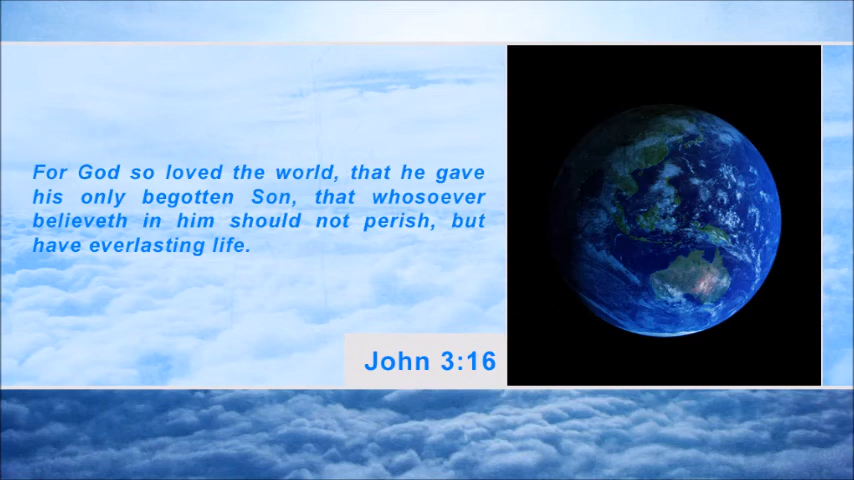 For God so loved the world, that he gave
his only begotten Son, that whosoever
believeth in him should not perish, but
have everlasting life.
John 3:16